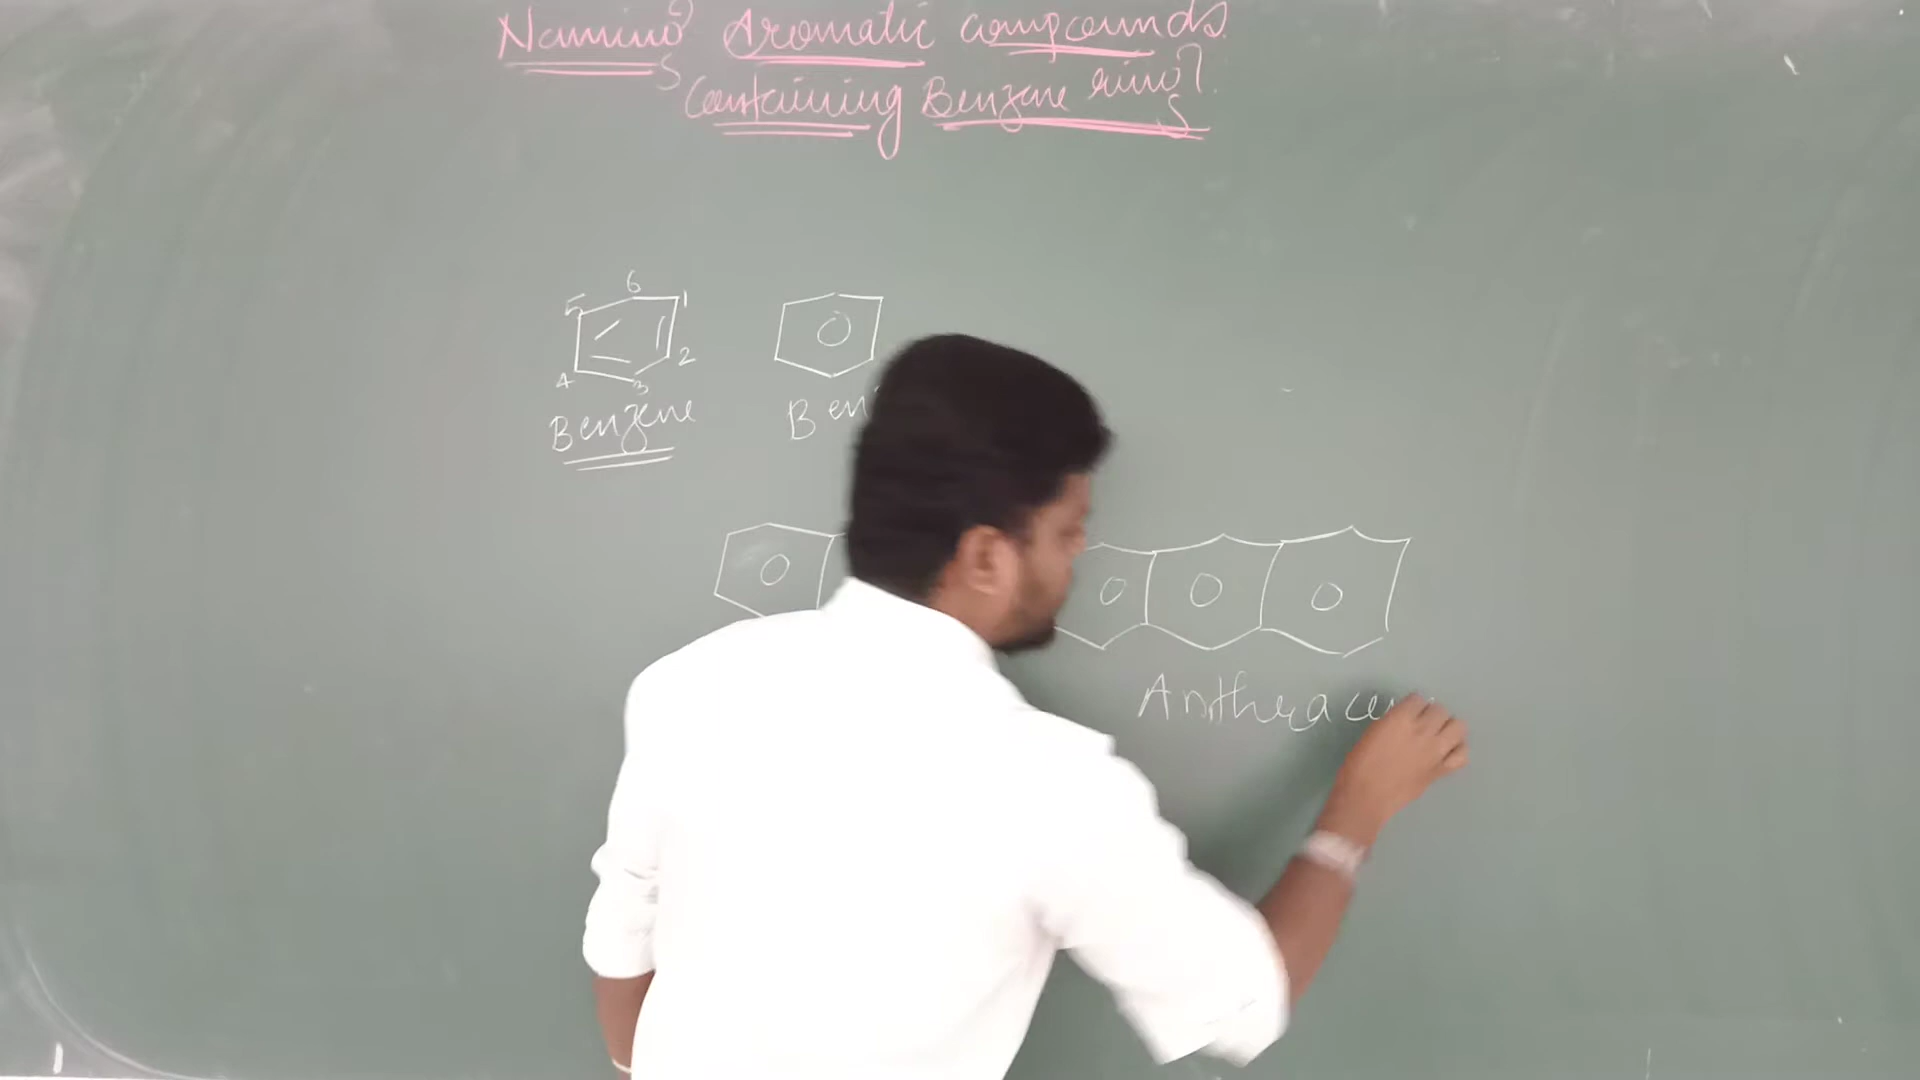 Naming Aromatic compounds.
Containing Benzene ring.
6
5 1
4 2
3
Benzene Ben
Anthracen